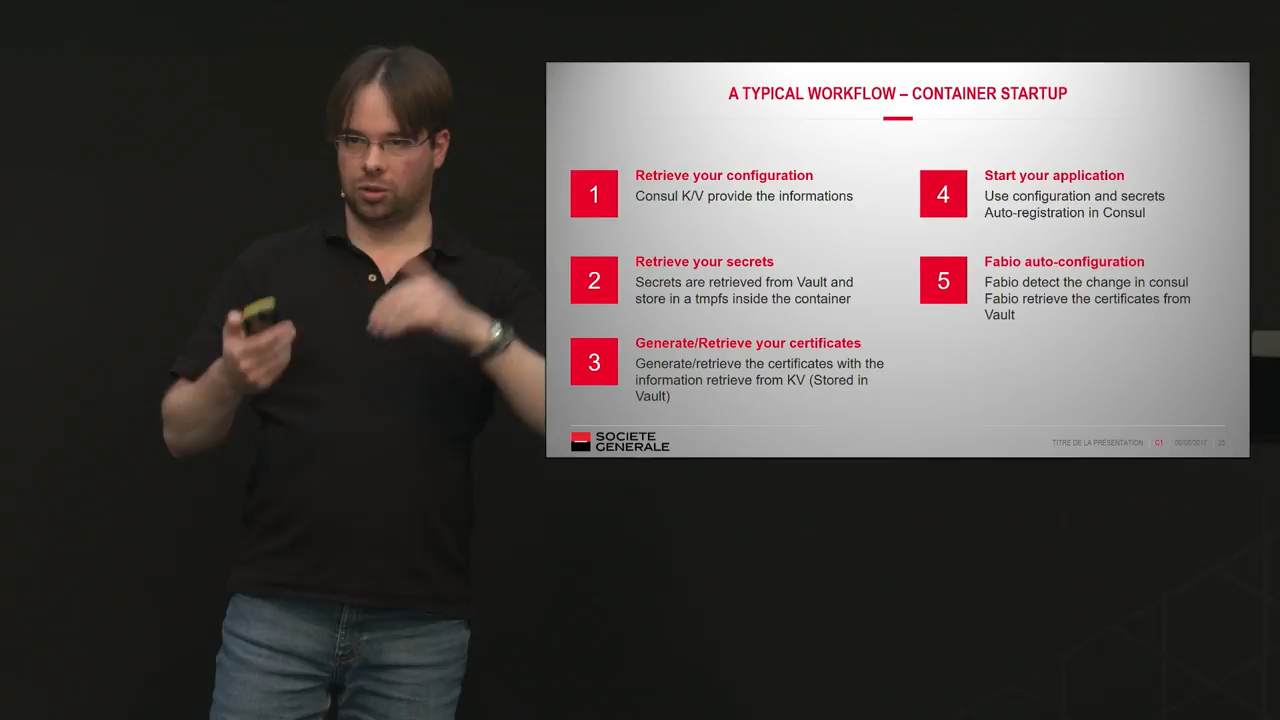 A TYPICAL WORKFLOW – CONTAINER STARTUP
1
Retrieve your configuration
Consul K/V provide the informations
2
Retrieve your secrets
Secrets are retrieved from Vault and
store in a tmpfs inside the container
3
Generate/Retrieve your certificates
Generate/retrieve the certificates with the
information retrieve from KV (Stored in
Vault)
4
Start your application
Use configuration and secrets
Auto-registration in Consul
5
Fabio auto-configuration
Fabio detect the change in consul
Fabio retrieve the certificates from
Vault
SOCIETE
GENERALE
TITRE DE LA PRÉSENTATION C1